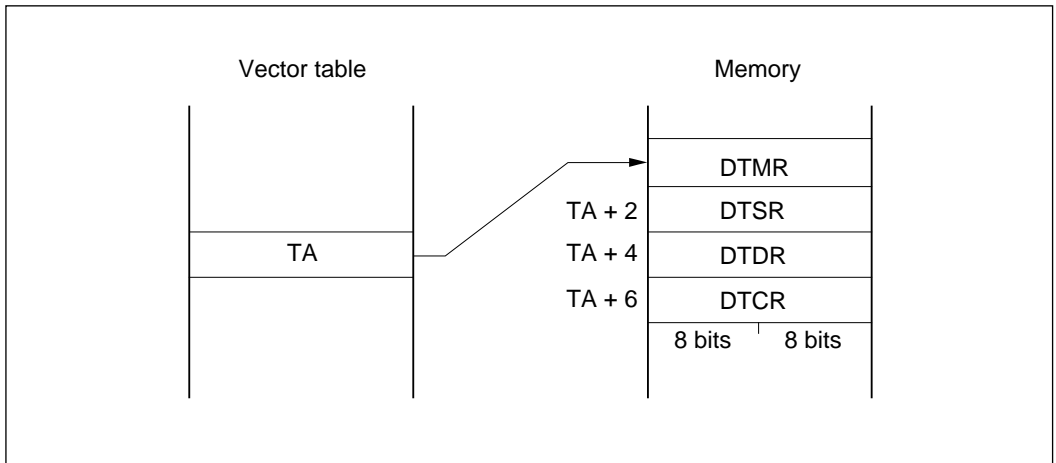 Vector table
Memory
DTMR
TA + 2 DTSR
TA TA + 4 DTDR
TA + 6 DTCR
8 bits 8 bits